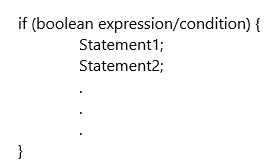 if (boolean expression/condition) {
Statement1;
Statement2;
.
.
.
}